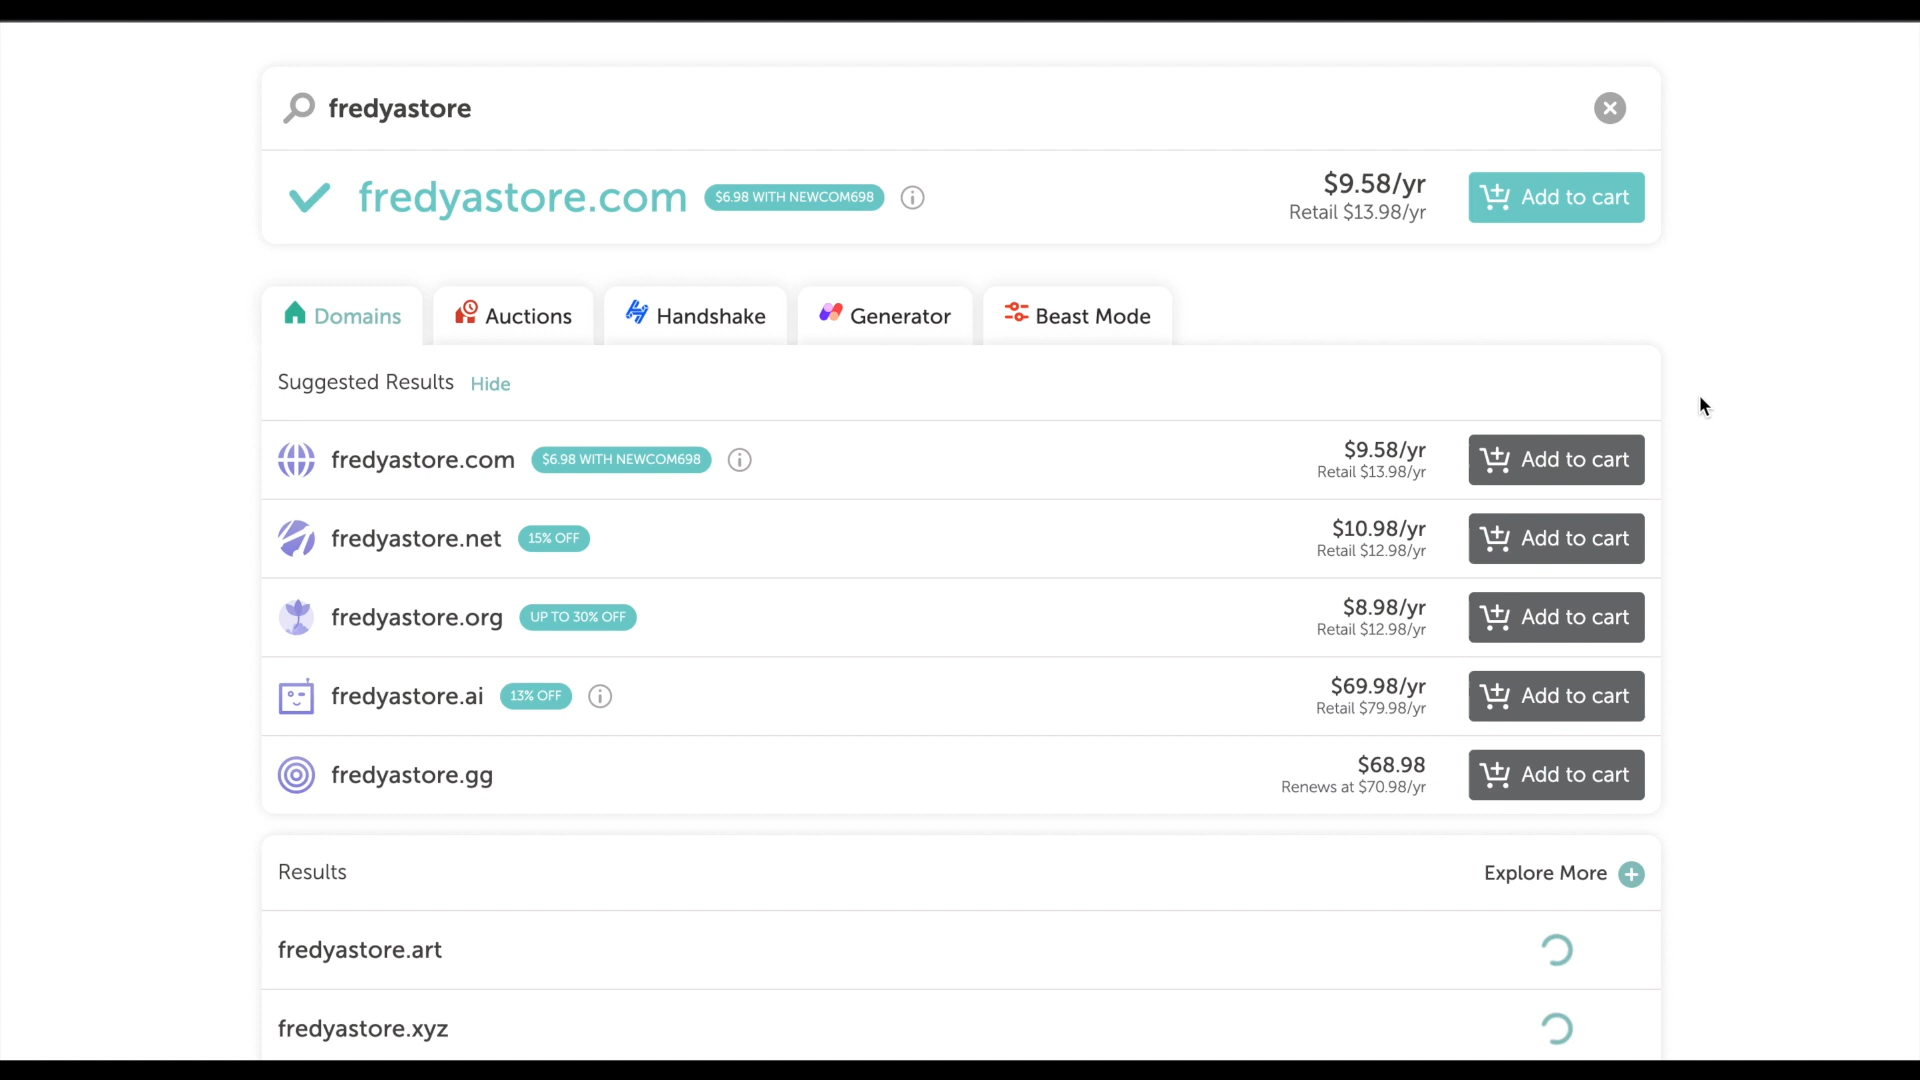 fredyastore
fredyastore.com $6.98 WITH NEWCOM698 $9.58/yr Add to cart
Retail $13.98/yr
Domains Auctions Handshake Generator Beast Mode
Suggested Results Hide
fredyastore.com $6.98 WITH NEWCOM698 $9.58/yr Add to cart
Retail $13.98/yr
fredyastore.net 15% OFF $10.98/yr Add to cart
Retail $12.98/yr
fredyastore.org UP TO 30% OFF $8.98/yr Add to cart
Retail $12.98/yr
fredyastore.ai 13% OFF $69.98/yr Add to cart
Retail $79.98/yr
fredyastore.gg $68.98 Add to cart
Renews at $70.98/yr
Results Explore More
fredyastore.art
fredyastore.xyz